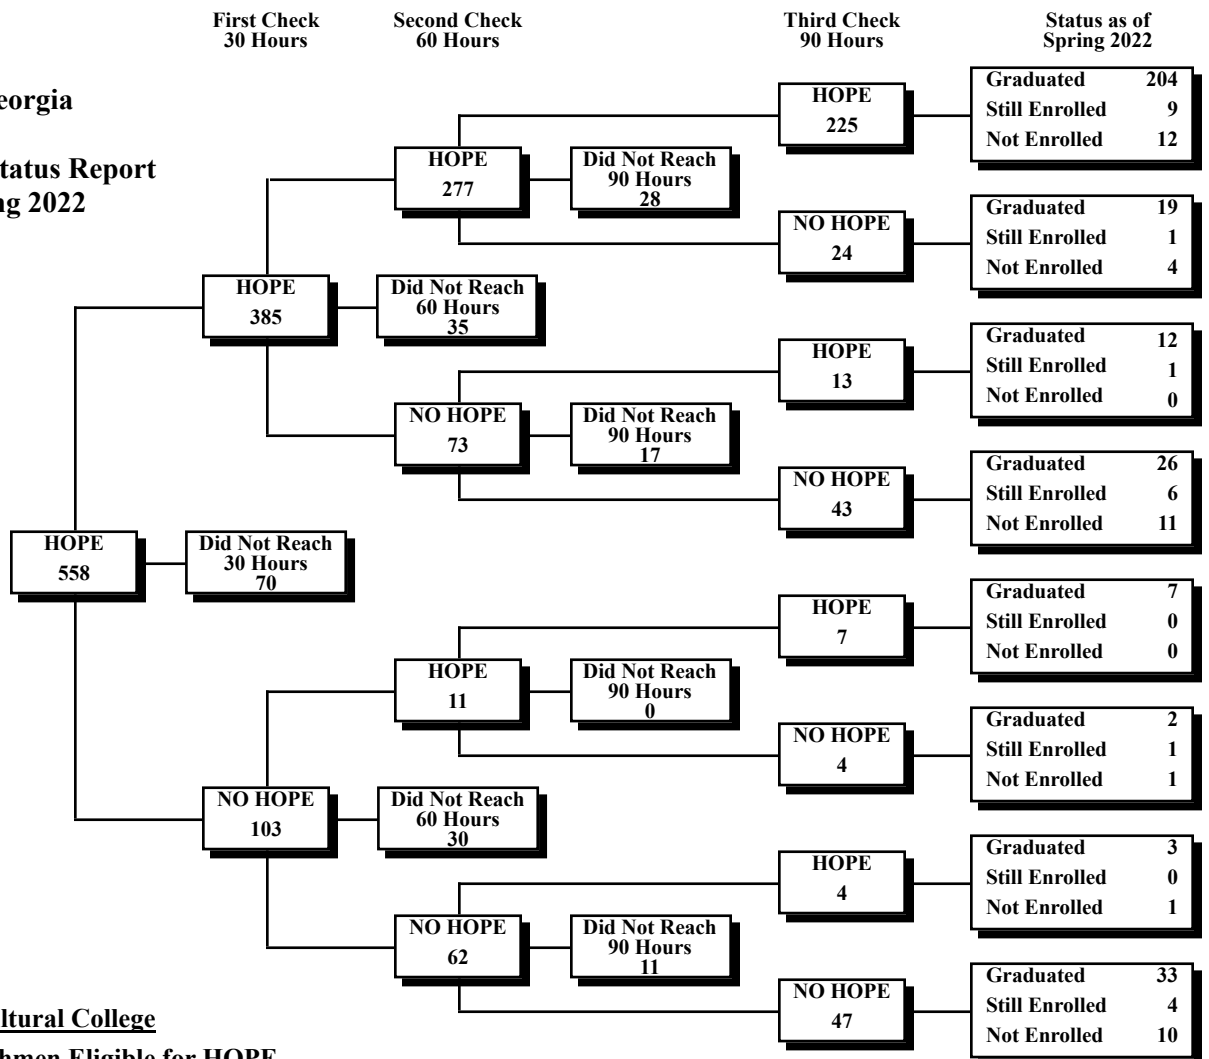 First Check
30 Hours
Second Check
60 Hours
Third Check
90 Hours
Status as of
Spring 2022
eorgia
tatus Report
ng 2022
HOPE
558
Did Not Reach
30 Hours
70
HOPE
385
Did Not Reach
60 Hours
35
NO HOPE
103
Did Not Reach
60 Hours
30
HOPE
277
Did Not Reach
90 Hours
28
NO HOPE
73
Did Not Reach
90 Hours
17
HOPE
11
Did Not Reach
90 Hours
0
NO HOPE
62
Did Not Reach
90 Hours
11
HOPE
225
NO HOPE
24
HOPE
13
NO HOPE
43
HOPE
7
NO HOPE
4
HOPE
4
NO HOPE
47
Graduated 204
Still Enrolled 9
Not Enrolled 12
Graduated 19
Still Enrolled 1
Not Enrolled 4
Graduated 12
Still Enrolled 1
Not Enrolled 0
Graduated 26
Still Enrolled 6
Not Enrolled 11
Graduated 7
Still Enrolled 0
Not Enrolled 0
Graduated 2
Still Enrolled 1
Not Enrolled 1
Graduated 3
Still Enrolled 0
Not Enrolled 1
Graduated 33
Still Enrolled 4
Not Enrolled 10
ltural College
hmen Eligible for HOPE